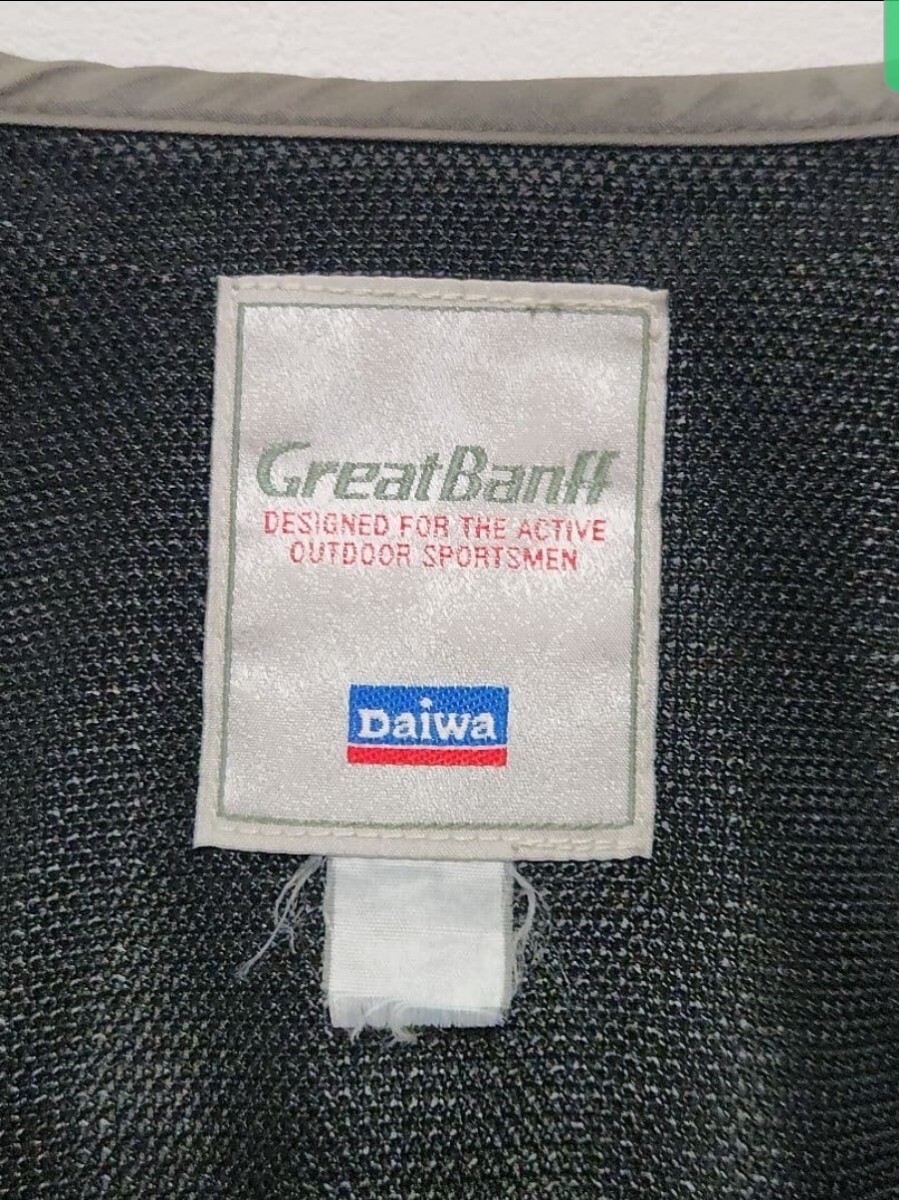 GreatBanff
DESIGNED FOR THE ACTIVE
OUTDOOR SPORTSMEN
Daiwa